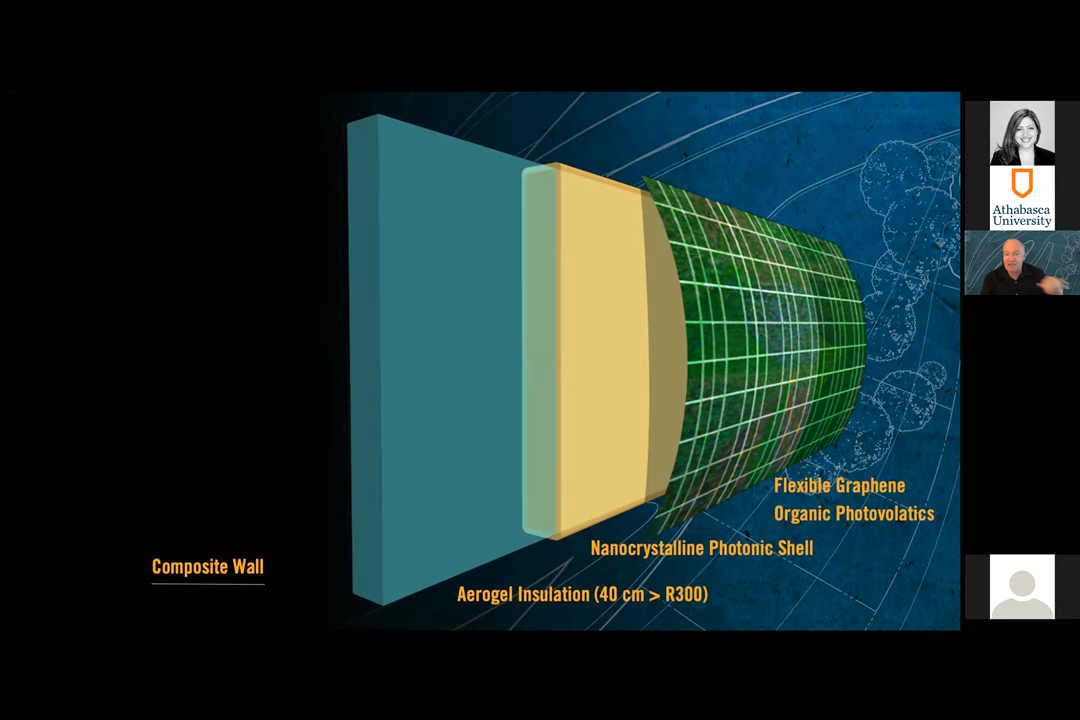 Athabasca
University
Flexible Graphene
Organic Photovolatics
Nanocrystalline Photonic Shell
Composite Wall
Aerogel Insulation (40 cm > R300)